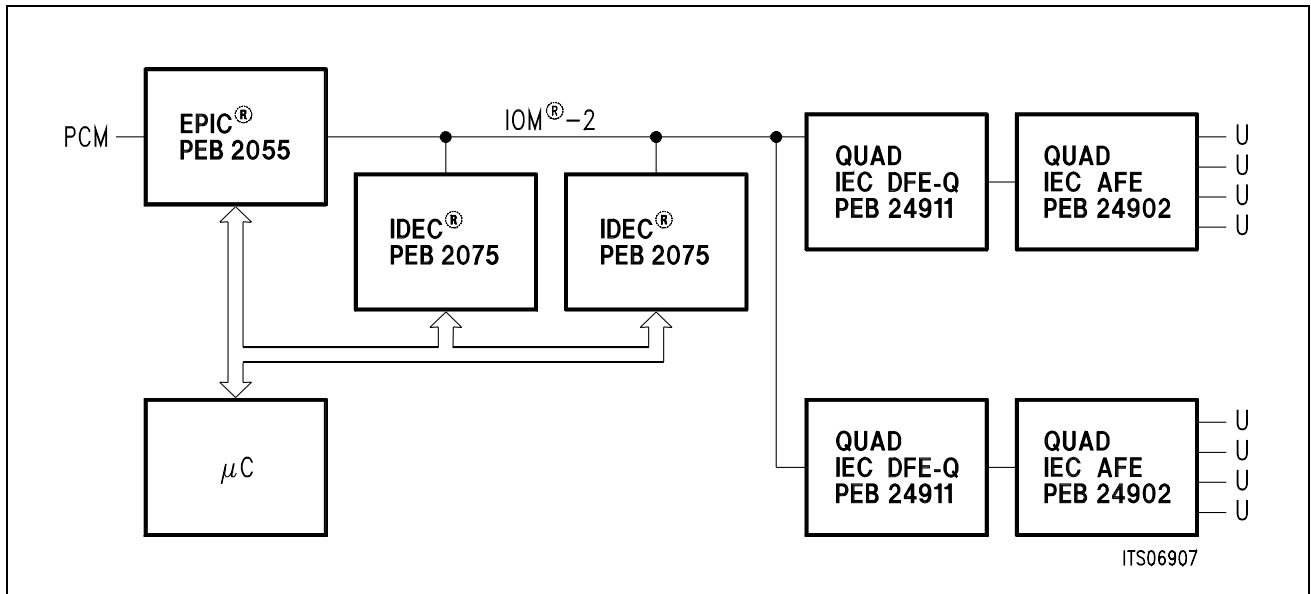 PCM
EPIC®
PEB 2055
IOM®-2
IDEC®
PEB 2075
IDEC®
PEB 2075
QUAD
IEC DFE-Q
PEB 24911
QUAD
IEC AFE
PEB 24902
U
U
U
U
μC
QUAD
IEC DFE-Q
PEB 24911
QUAD
IEC AFE
PEB 24902
U
U
U
U
ITS06907